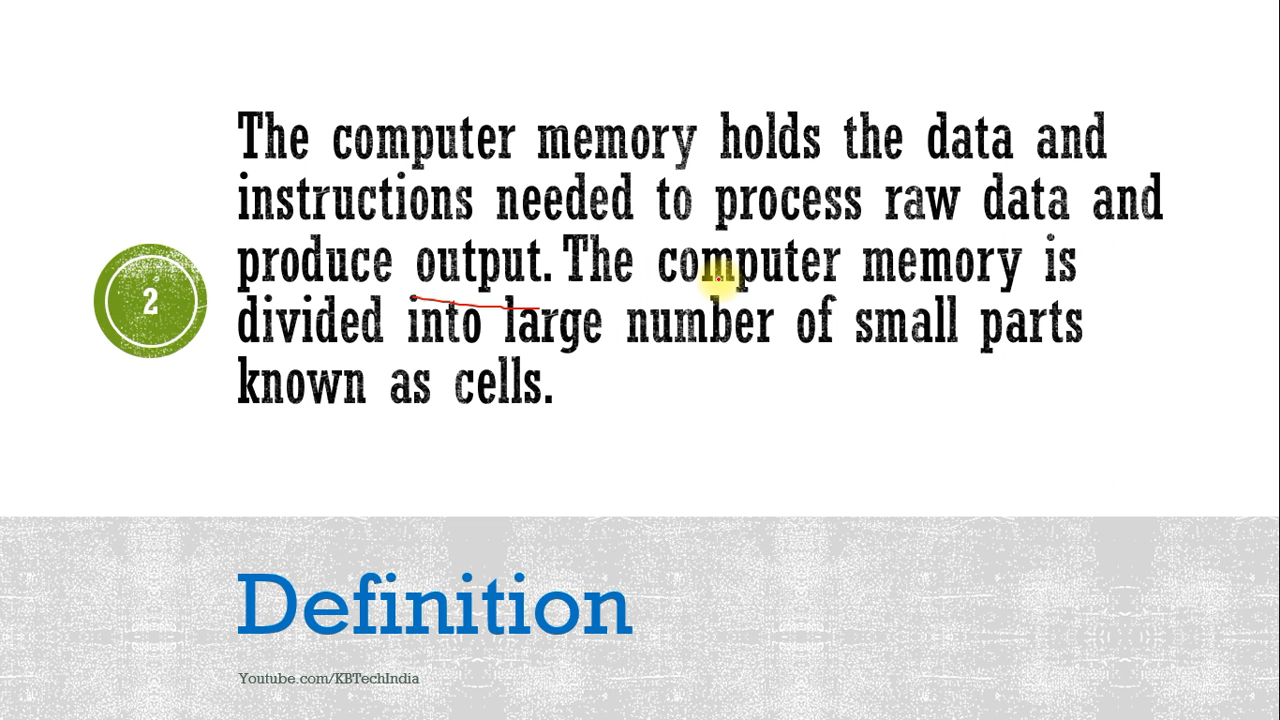 The computer memory holds the data and
instructions needed to process raw data and
produce output. The computer memory is
divided into large number of small parts
known as cells.
2
Definition
Youtube.com/KBTechIndia